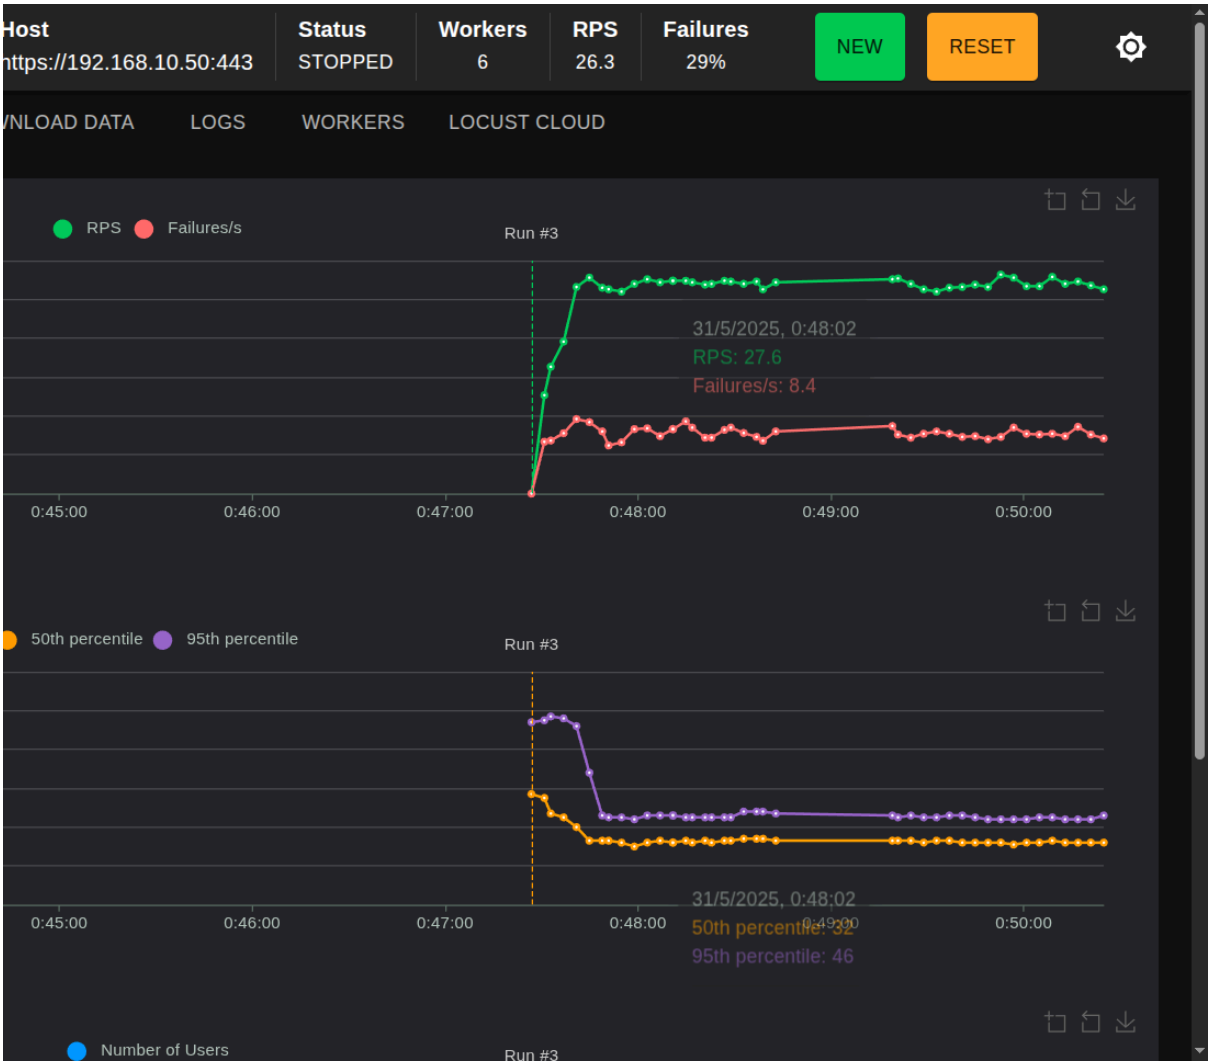 Host Status Workers RPS Failures
https://192.168.10.50:443 STOPPED 6 26.3 29%
NEW RESET
WNLOAD DATA LOGS WORKERS LOCUST CLOUD
RPS Failures/s
Run #3
31/5/2025, 0:48:02
RPS: 27.6
Failures/s: 8.4
0:45:00 0:46:00 0:47:00 0:48:00 0:49:00 0:50:00
50th percentile 95th percentile
Run #3
31/5/2025, 0:48:02
0:45:00 0:46:00 0:47:00 0:48:00 0:49:00 0:50:00
50th percentile: 32
95th percentile: 46
Number of Users
Run #3